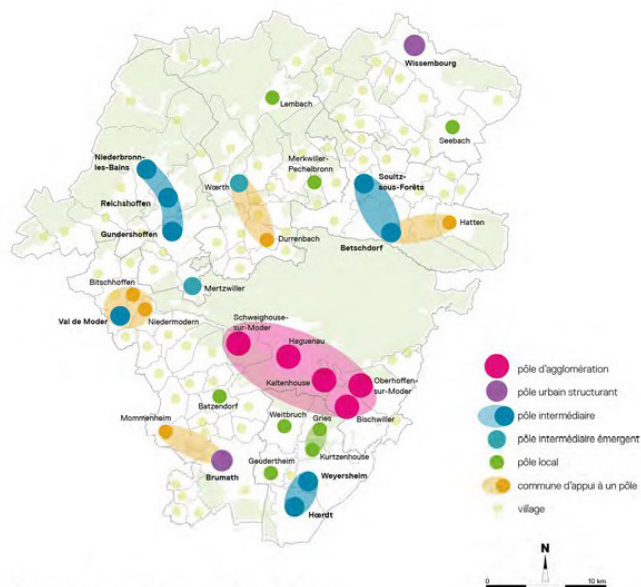 Wissembourg
Lembach
Seebach
Niederbronn-
les-Bains
Merkwiller-
Pechelbronn
Soultz-
sous-Forêts
Wœrth
Reichshoffen
Gundershoffen
Hatten
Durrenbach
Betschdorf
Bitschhoffen
Mertzwiller
Val de Moder
Niedermodern
Schweighouse-
sur-Moder
Haguenau
Kaltenhouse
Oberhoffen-
sur-Moder
Batzendorf
Bischwiller
Mommenheim
Weitbruch
Gries
Kurtzenhouse
Geudertheim
Brumath
Weyersheim
Hœrdt
pôle d'agglomération
pôle urbain structurant
pôle intermédiaire
pôle intermédiaire émergent
pôle local
commune d'appui à un pôle
village
N
0 10 km